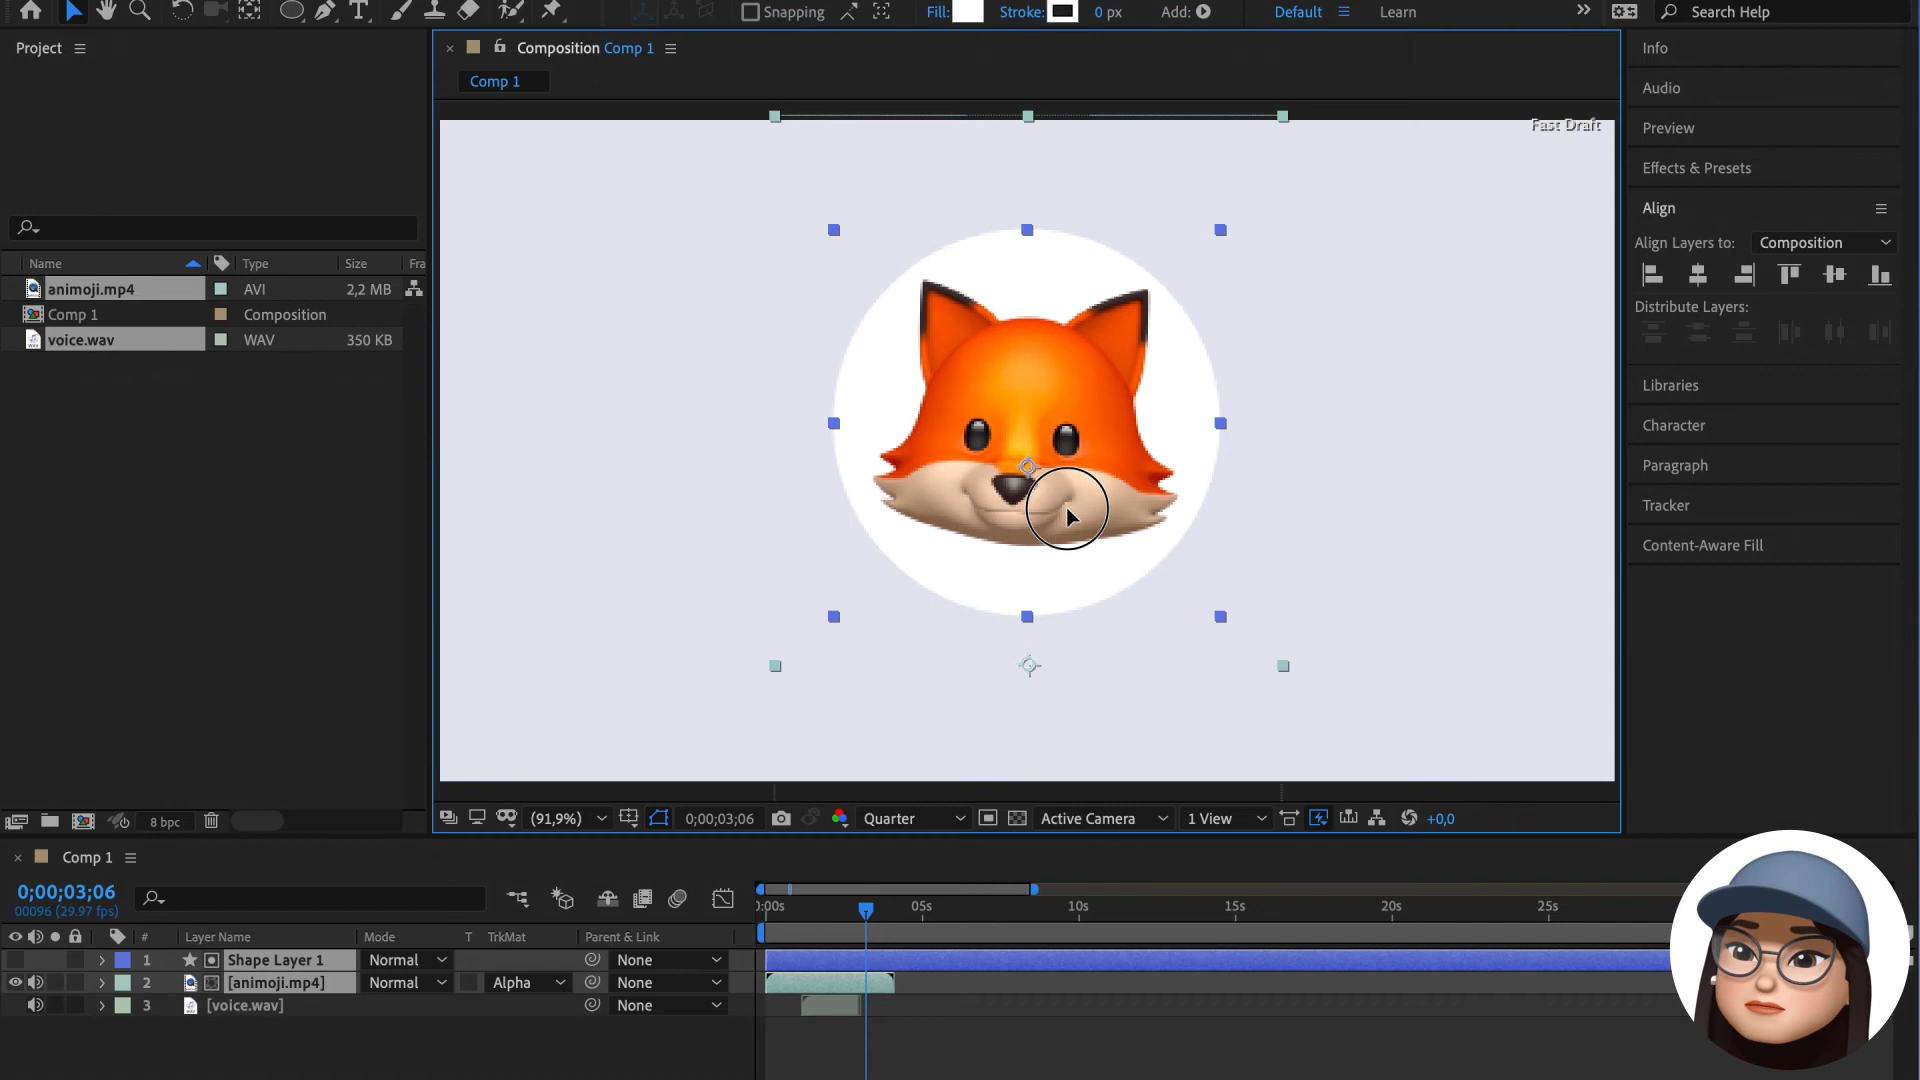 Snapping Fill: Stroke: 0 px Add: Default Learn Search Help
Project
Composition Comp 1
Comp 1
Fast Draft
Name Type Size Fra
animoji.mp4 AVI 2,2 MB
Comp 1 Composition
voice.wav WAV 350 KB
Info
Audio
Preview
Effects & Presets
Align
Align Layers to: Composition
Distribute Layers:
Libraries
Character
Paragraph
Tracker
Content-Aware Fill
8 bpc
(91,9%) 0;00;03;06 Quarter Active Camera 1 View +0,0
Comp 1
0;00;03;06
00096 (29.97 fps)
0:00s 05s 10s 15s 20s 25s
# Layer Name Mode T TrkMat Parent & Link
1 Shape Layer 1 Normal None
2 [animoji.mp4] Normal Alpha None
3 [voice.wav] None